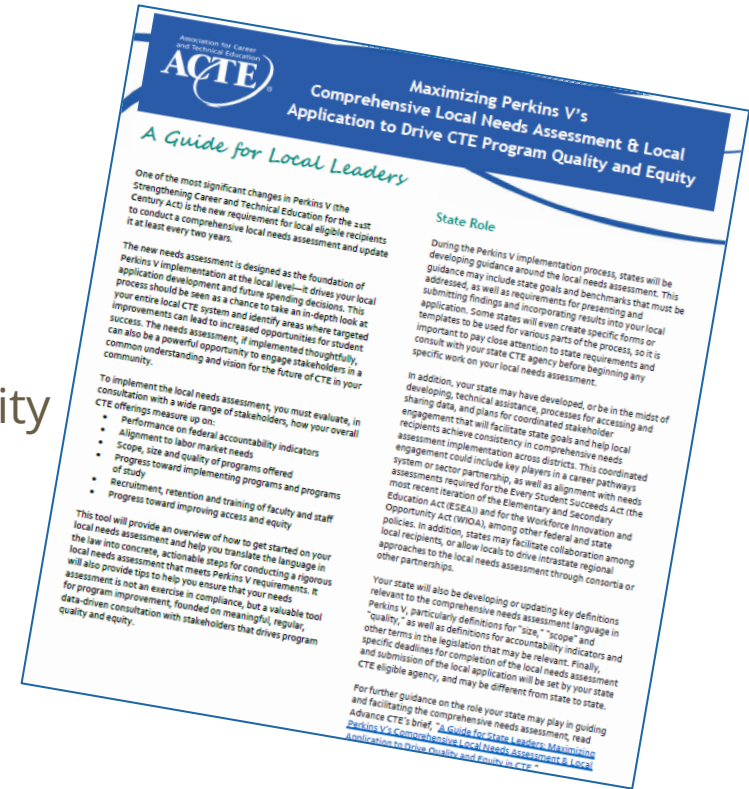 Association for Career
and Technical Education
ACTE
Maximizing Perkins V's
Comprehensive Local Needs Assessment & Local
Application to Drive CTE Program Quality and Equity
A Guide for Local Leaders
One of the most significant changes in Perkins V (the
Strengthening Career and Technical Education for the 21st
Century Act) is the new requirement for local eligible recipients
to conduct a comprehensive local needs assessment and update
it at least every two years.
The new needs assessment is designed as the foundation of
Perkins V implementation at the local level—it drives your local
application development and future spending decisions. This
process should be seen as a chance to take an in-depth look at
your entire local CTE system and identify areas where targeted
improvements can lead to increased opportunities for student
success. The needs assessment, if implemented thoughtfully,
can also be a powerful opportunity to engage stakeholders in a
common understanding and vision for the future of CTE in your
community.
To implement the local needs assessment, you must evaluate, in
consultation with a wide range of stakeholders, how your overall
CTE offerings measure up on:
• Performance on federal accountability indicators
• Alignment to labor market needs
• Scope, size and quality of programs offered
• Progress toward implementing programs and programs
of study
• Recruitment, retention and training of faculty and staff
• Progress toward improving access and equity
This tool will provide an overview of how to get started on your
local needs assessment and help you translate the language in
the law into concrete, actionable steps for conducting a rigorous
local needs assessment that meets Perkins V requirements. It
will also provide tips to help you ensure that your needs
assessment is not an exercise in compliance, but a valuable tool
for program improvement, founded on meaningful, regular,
data-driven consultation with stakeholders that drives program
quality and equity.
State Role
During the Perkins V implementation process, states will be
developing guidance around the local needs assessment. This
guidance may include state goals and benchmarks that must be
addressed, as well as requirements for presenting and
submitting findings and incorporating results into your local
application. Some states will even create specific forms or
templates to be used for various parts of the process, so it is
important to pay close attention to state requirements and
consult with your state CTE agency before beginning any
specific work on your local needs assessment.
In addition, your state may have developed, or be in the midst of
developing, technical assistance, processes for accessing and
sharing data, and plans for coordinated stakeholder
engagement that will facilitate state goals and help local
recipients achieve consistency in comprehensive needs
assessment implementation across districts. This coordinated
engagement could include key players in a career pathways
system or sector partnership, as well as alignment with needs
assessments required for the Every Student Succeeds Act (the
most recent iteration of the Elementary and Secondary
Education Act (ESEA)) and for the Workforce Innovation and
Opportunity Act (WIOA), among other federal and state
policies. In addition, states may facilitate collaboration among
local recipients, or allow locals to drive intrastate regional
approaches to the local needs assessment through consortia or
other partnerships.
Your state will also be developing or updating key definitions
relevant to the comprehensive needs assessment language in
Perkins V, particularly definitions for "size," "scope" and
"quality," as well as definitions for accountability indicators and
other terms in the legislation that may be relevant. Finally,
specific deadlines for completion of the local needs assessment
and submission of the local application will be set by your state
CTE eligible agency, and may be different from state to state.
For further guidance on the role your state may play in guiding
and facilitating the comprehensive needs assessment, read
Advance CTE's brief, "A Guide for State Leaders: Maximizing
Perkins V's Comprehensive Local Needs Assessment & Local
Application to Drive Quality and Equity in CTE."
ity